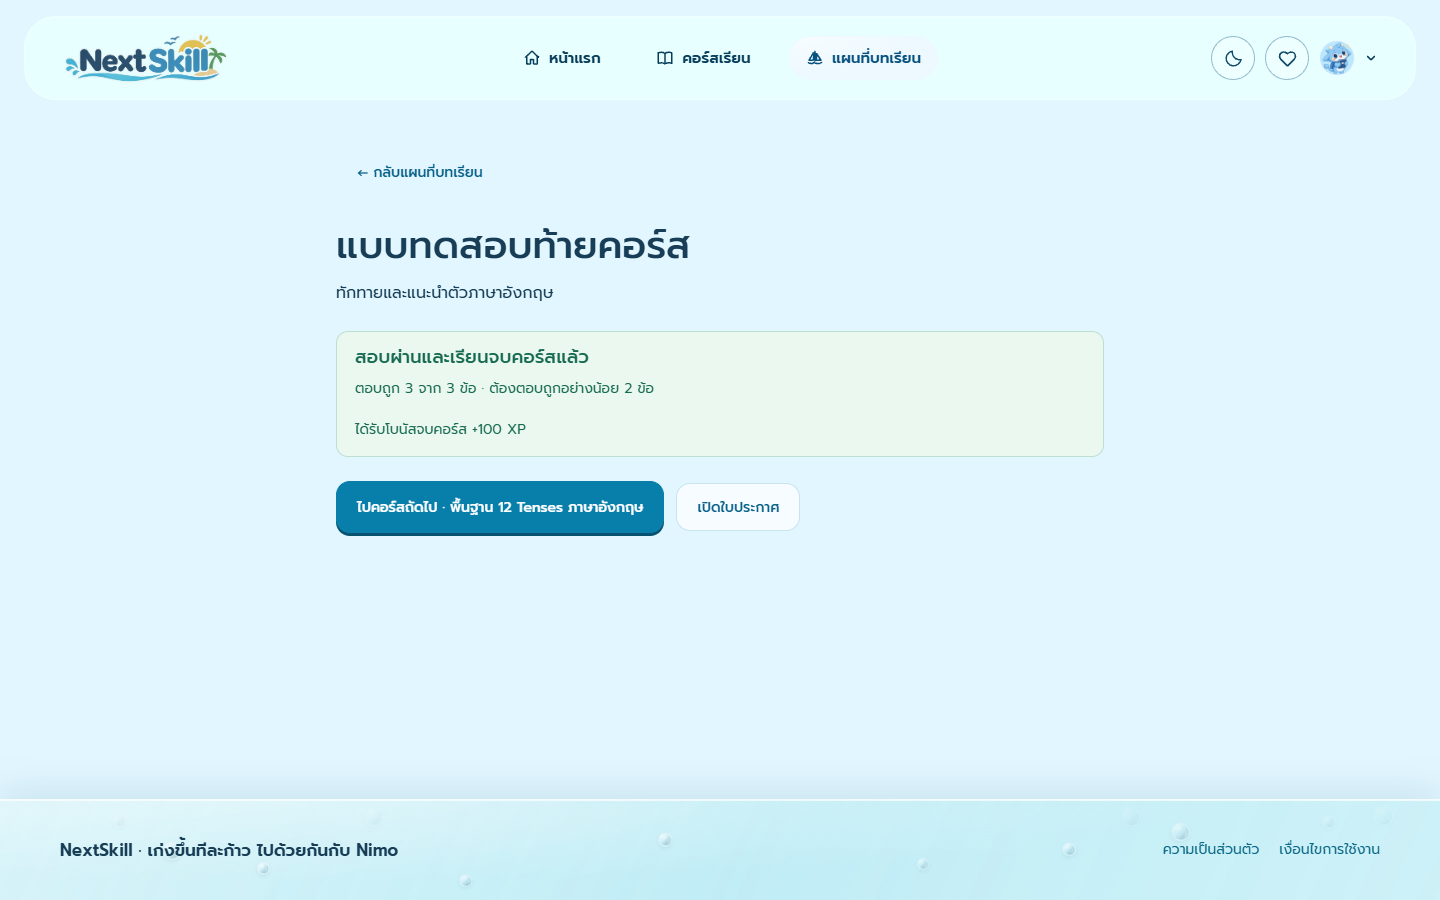 NextSkill
หน้าแรก
คอร์สเรียน
แผนที่บทเรียน
← กลับแผนที่บทเรียน
แบบทดสอบท้ายคอร์ส
ทักทายและแนะนำตัวภาษาอังกฤษ
สอบผ่านและเรียนจบคอร์สแล้ว
ตอบถูก 3 จาก 3 ข้อ · ต้องตอบถูกอย่างน้อย 2 ข้อ
ได้รับโบนัสจบคอร์ส +100 XP
ไปคอร์สถัดไป · พื้นฐาน 12 Tenses ภาษาอังกฤษ
เปิดใบประกาศ
NextSkill · เก่งขึ้นทีละก้าว ไปด้วยกันกับ Nimo
ความเป็นส่วนตัว
เงื่อนไขการใช้งาน